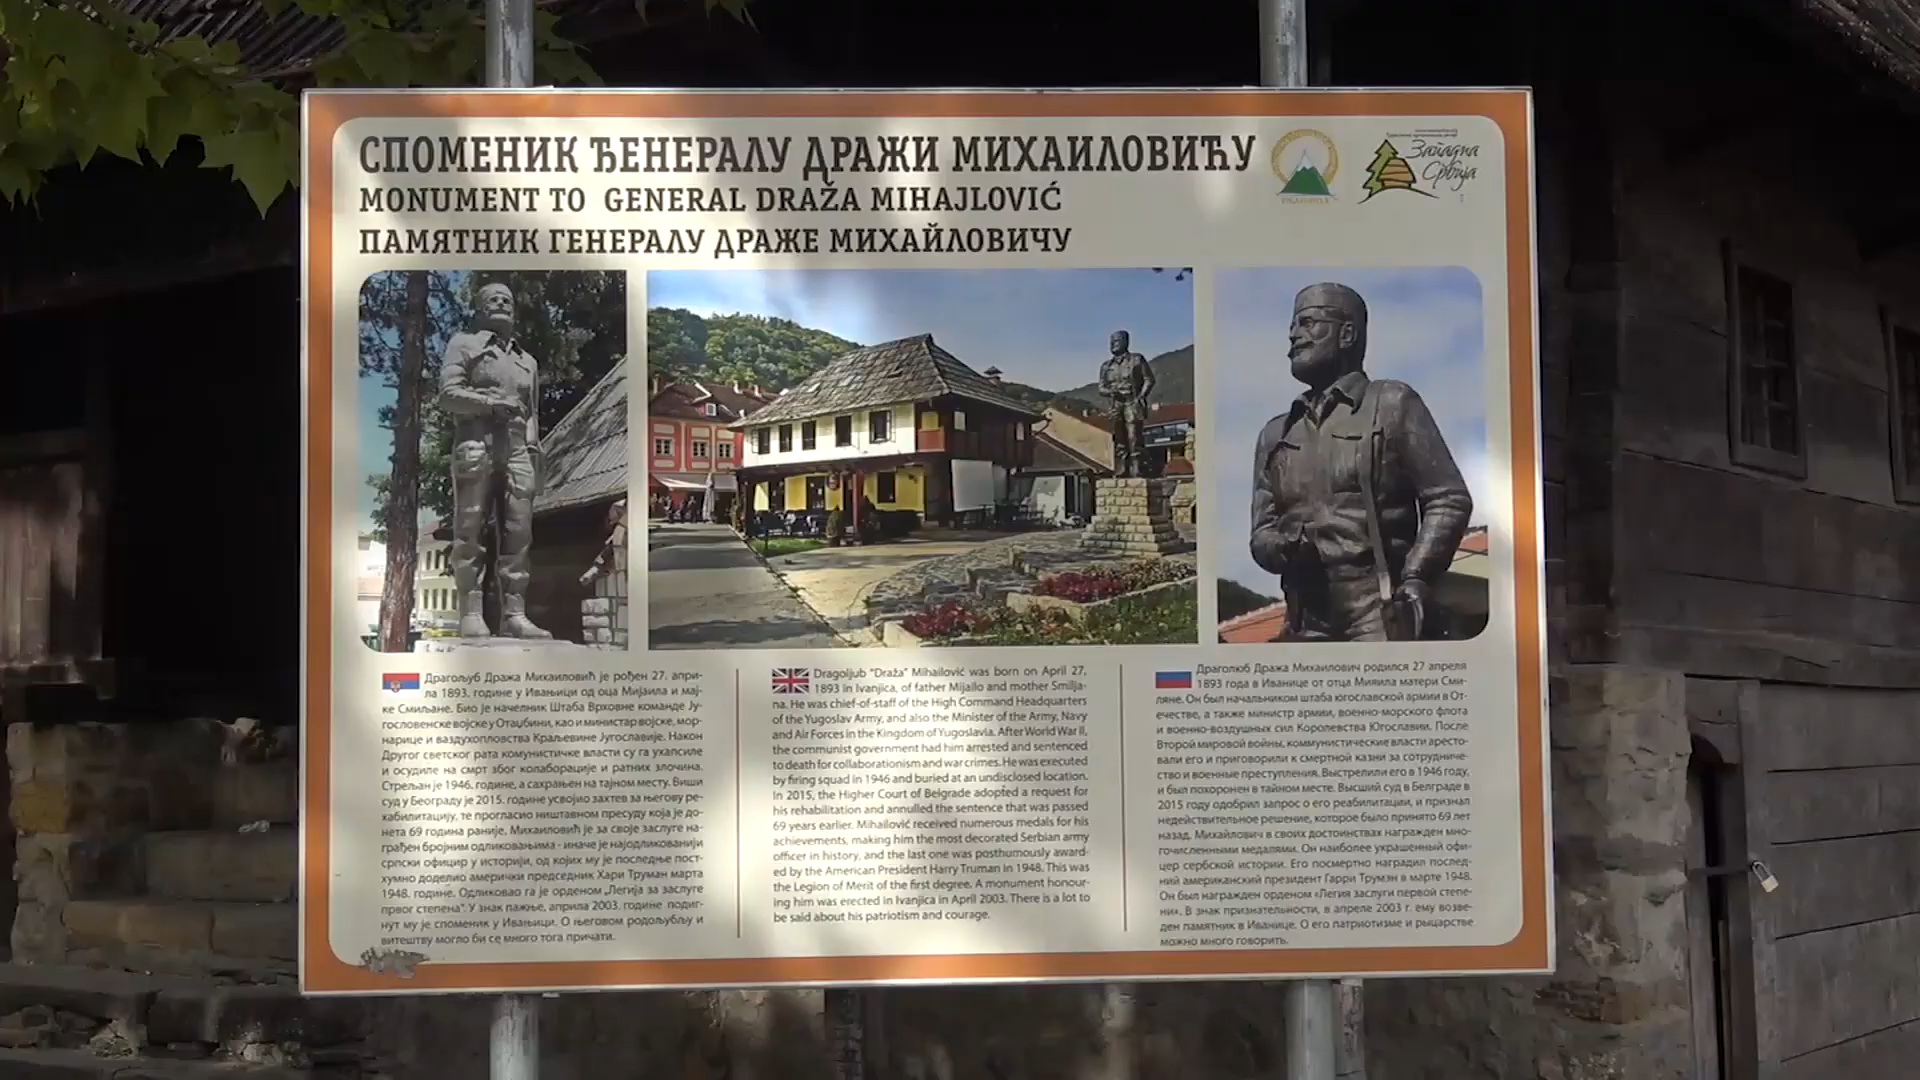 СПОМЕНИК ЂЕНЕРАЛУ ДРАЖИ МИХАИЛОВИЋУ
MONUMENT TO GENERAL DRAŽA MIHAJLOVIĆ
ПАМЯТНИК ГЕНЕРАЛУ ДРАЖЕ МИХАЙЛОВИЧУ
Западна
Србија
Драгољуб Дража Михаиловић је рођен 27. апри-
ла 1893. године у Ивањици од оца Мијаила и мај-
ке Смиљане. Био је начелник Штаба Врховне команде Ју-
гословенске војске у Отаџбини, као и министар војске, мор-
нарице и ваздухопловства Краљевине Југославије. Након
Другог светског рата комунистичке власти су га ухапсиле
и осудиле на смрт због колаборације и ратних злочина.
Стрељан је 1946. године, а сахрањен на тајном месту. Виши
суд у Београду је 2015. године усвојио захтев за његову ре-
хабилитацију, те прогласио ништавном пресуду која је до-
нета 69 година раније. Михаиловић је за своје заслуге на-
грађен бројним одликовањима - иначе је најодликованији
српски официр у историји, од којих му је последње пост-
хумно доделио амерички председник Хари Труман марта
1948. године. Одликовао га је орденом „Легија за заслуге
првог степена". У знак пажње, априла 2003. године подиг-
нут му је споменик у Ивањици. О његовом родољубљу и
витештву могло би се много тога причати.
Dragoljub "Draža" Mihailović was born on April 27,
1893 in Ivanjica, of father Mijailo and mother Smilja-
na. He was chief-of-staff of the High Command Headquarters
of the Yugoslav Army, and also the Minister of the Army, Navy
and Air Forces in the Kingdom of Yugoslavia. After World War II,
the communist government had him arrested and sentenced
to death for collaborationism and war crimes. He was executed
by firing squad in 1946 and buried at an undisclosed location.
In 2015, the Higher Court of Belgrade adopted a request for
his rehabilitation and annulled the sentence that was passed
69 years earlier. Mihailović received numerous medals for his
achievements, making him the most decorated Serbian army
officer in history, and the last one was posthumously award-
ed by the American President Harry Truman in 1948. This was
the Legion of Merit of the first degree. A monument honour-
ing him was erected in Ivanjica in April 2003. There is a lot to
be said about his patriotism and courage.
Драголюб Дража Михаилович родился 27 апреля
1893 года в Иванице от отца Мияила и матери Сми-
ляне. Он был начальником штаба югославской армии в От-
ечестве, а также министр армии, военно-морского флота
и военно-воздушных сил Королевства Югославии. После
Второй мировой войны, коммунистические власти аресто-
вали его и приговорили к смертной казни за сотрудниче-
ство и военные преступления. Выстрелили его в 1946 году,
и был похоронен в тайном месте. Высший суд в Белграде в
2015 году одобрил запрос о его реабилитации, и признал
недействительное решение, которое было принято 69 лет
назад. Михайлович в своих достоинствах награжден мно-
гочисленными медалями. Он наиболее украшенный офи-
цер сербской истории. Его посмертно наградил послед-
ний американский президент Гарри Трумэн в марте 1948.
Он был награжден орденом «Легия заслуги первой степе-
ни». В знак признательности, в апреле 2003 г. ему возве-
ден памятник в Иванице. О его патриотизме и рыцарстве
можно много говорить.